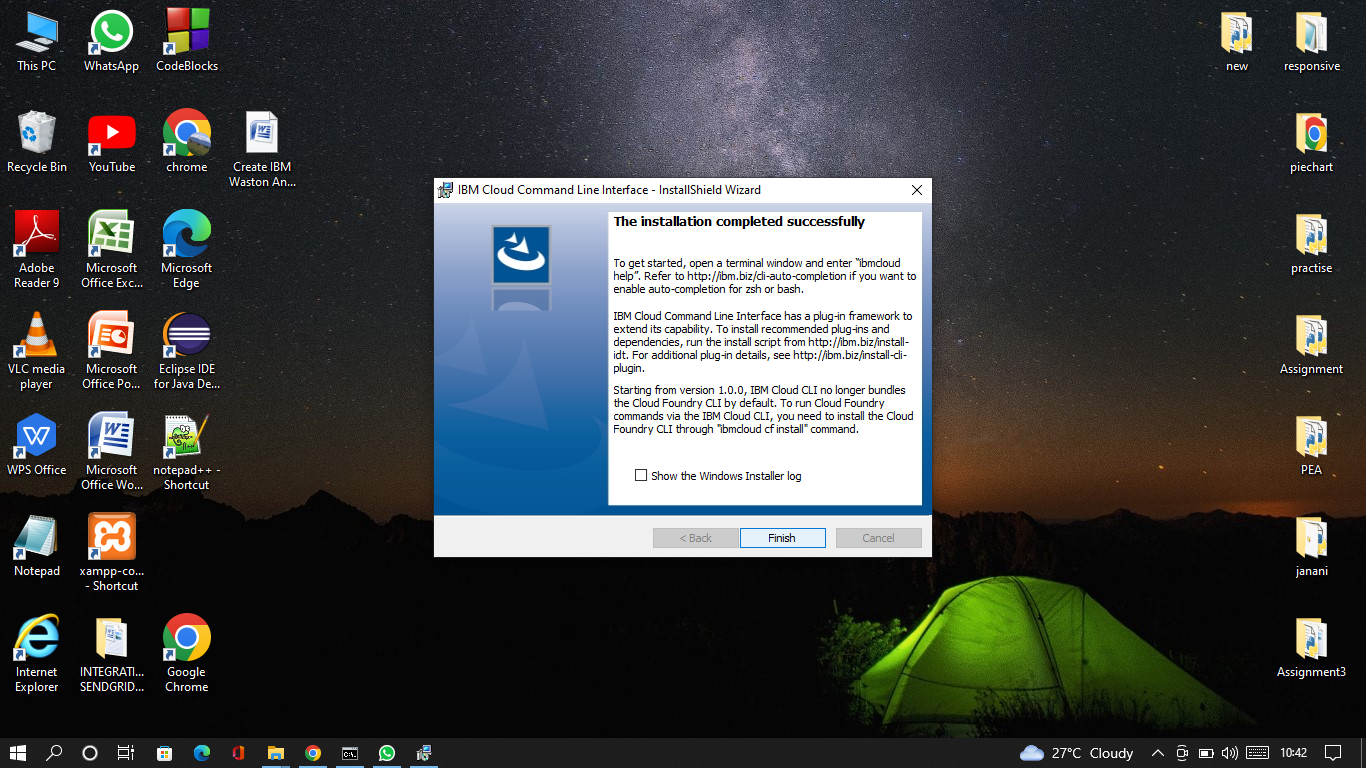 This PC
WhatsApp
CodeBlocks
new
responsive
Recycle Bin
YouTube
chrome
Create IBM
Waston An...
piechart
Adobe
Reader 9
Microsoft
Office Exc...
Microsoft
Edge
practise
VLC media
player
Microsoft
Office Po...
Eclipse IDE
for Java De...
Assignment
WPS Office
Microsoft
Office Wo...
notepad++ -
Shortcut
PEA
Notepad
xampp-co...
- Shortcut
janani
Internet
Explorer
INTEGRATI...
SENDGRID...
Google
Chrome
Assignment3
IBM Cloud Command Line Interface - InstallShield Wizard
The installation completed successfully
To get started, open a terminal window and enter “ibmcloud
help”. Refer to http://ibm.biz/cli-auto-completion if you want to
enable auto-completion for zsh or bash.
IBM Cloud Command Line Interface has a plug-in framework to
extend its capability. To install recommended plug-ins and
dependencies, run the install script from http://ibm.biz/install-
idt. For additional plug-in details, see http://ibm.biz/install-cli-
plugin.
Starting from version 1.0.0, IBM Cloud CLI no longer bundles
the Cloud Foundry CLI by default. To run Cloud Foundry
commands via the IBM Cloud CLI, you need to install the Cloud
Foundry CLI through "ibmcloud cf install" command.
Show the Windows Installer log
< Back
Finish
Cancel
27°C Cloudy
10:42